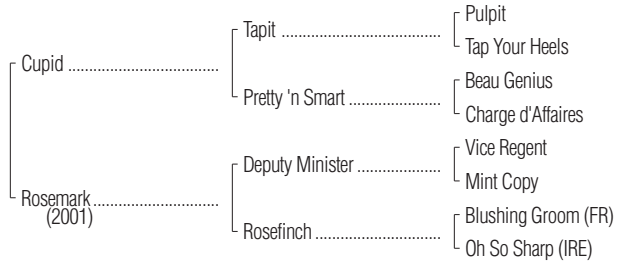 Pulpit
Tapit ........................................
Tap Your Heels
Cupid ......................................
Beau Genius
Pretty 'n Smart ........................
Charge d'Affaires
Vice Regent
Deputy Minister .....................
Mint Copy
Rosemark................................
(2001)
Blushing Groom (FR)
Rosefinch ................................
Oh So Sharp (IRE)